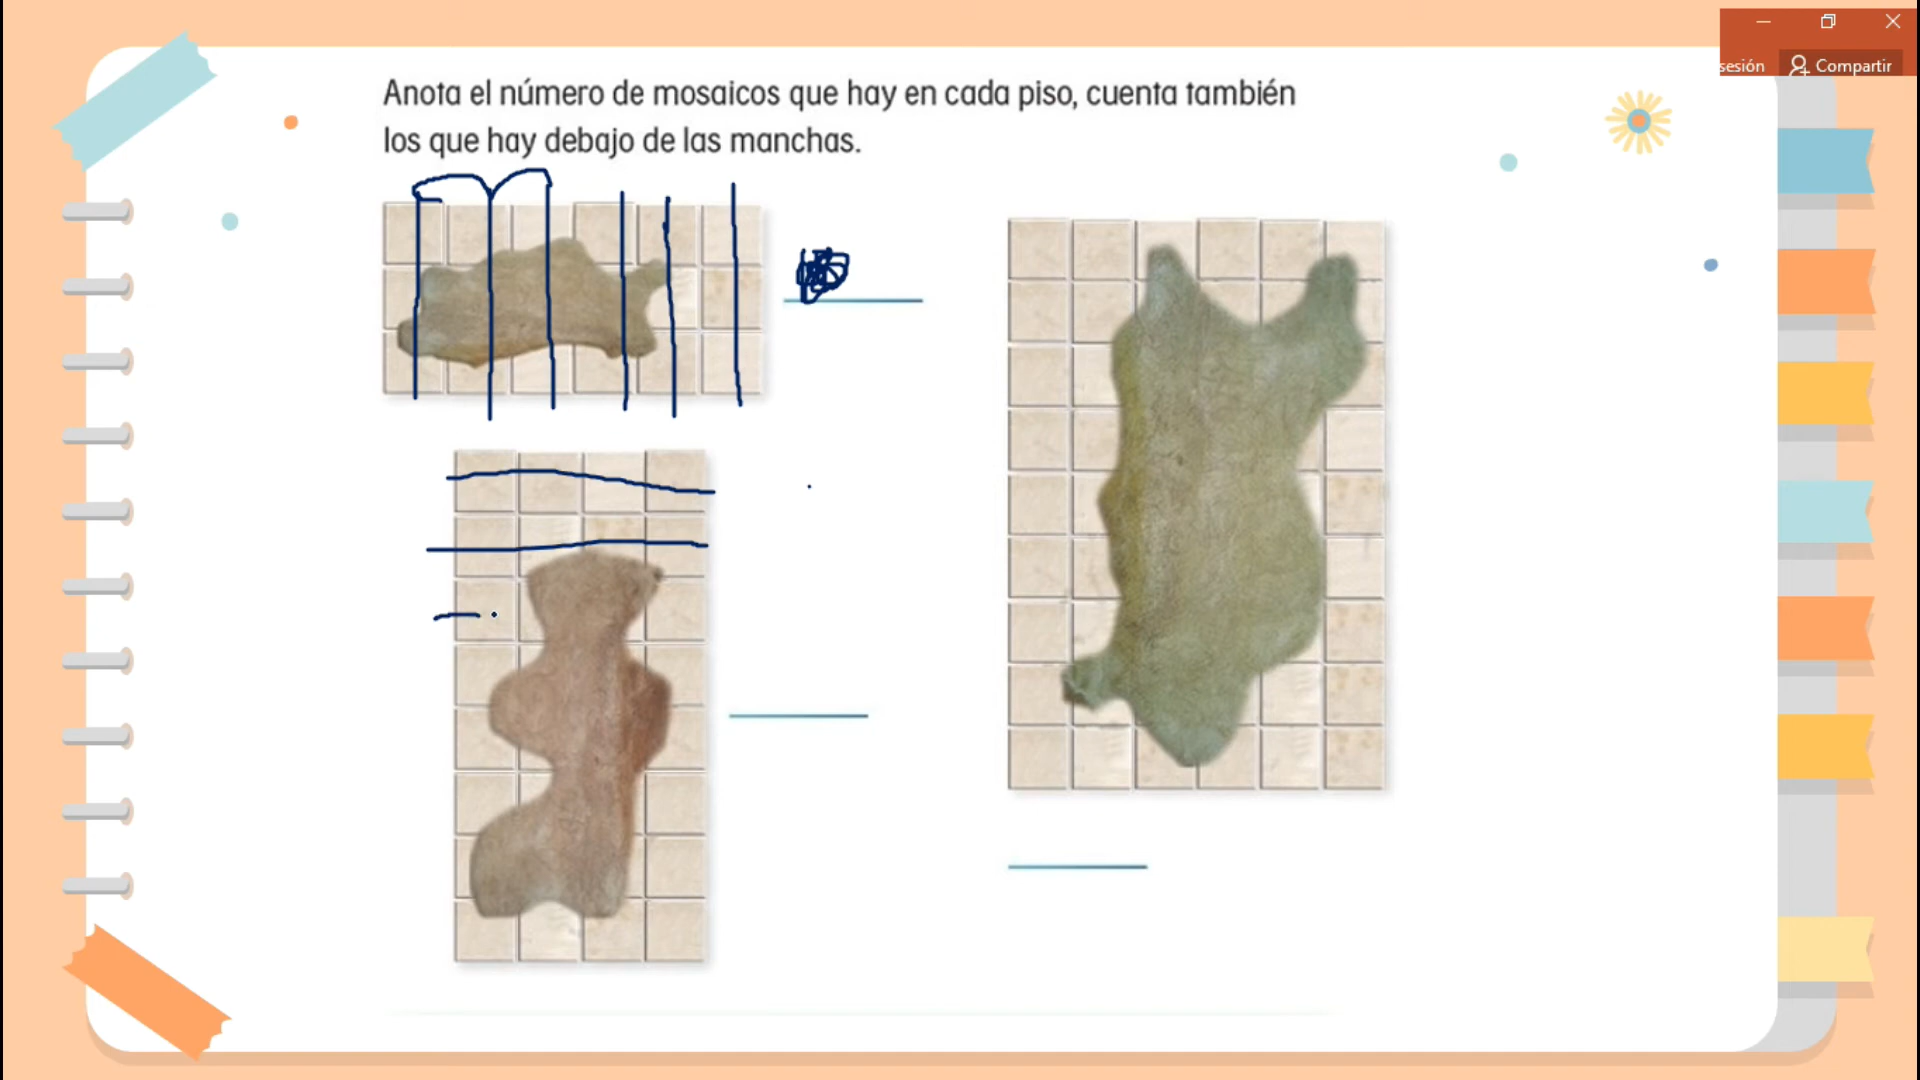 sesión Compartir
Anota el número de mosaicos que hay en cada piso, cuenta también
los que hay debajo de las manchas.